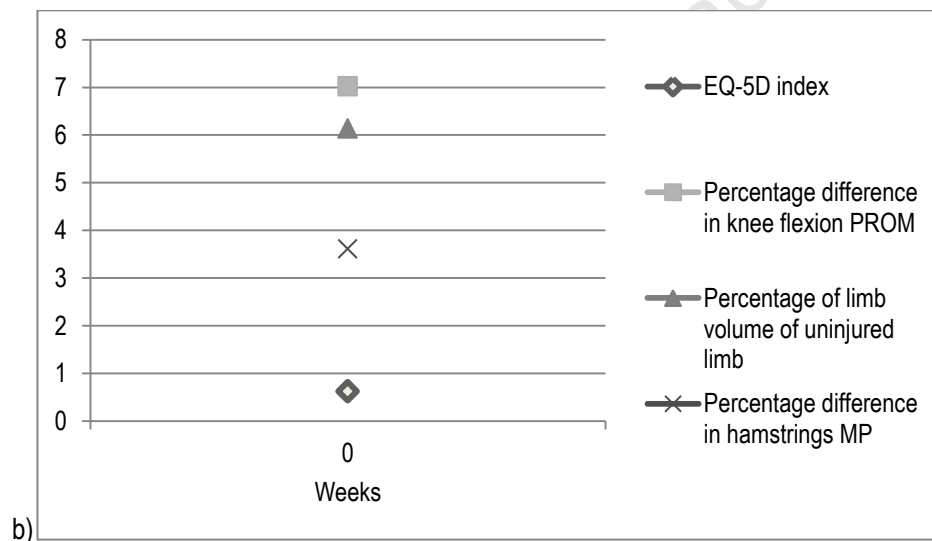 8
7
6
5
4
3
2
1
0
0
Weeks
EQ-5D index
Percentage difference
in knee flexion PROM
Percentage of limb
volume of uninjured
limb
Percentage difference
in hamstrings MP
b)